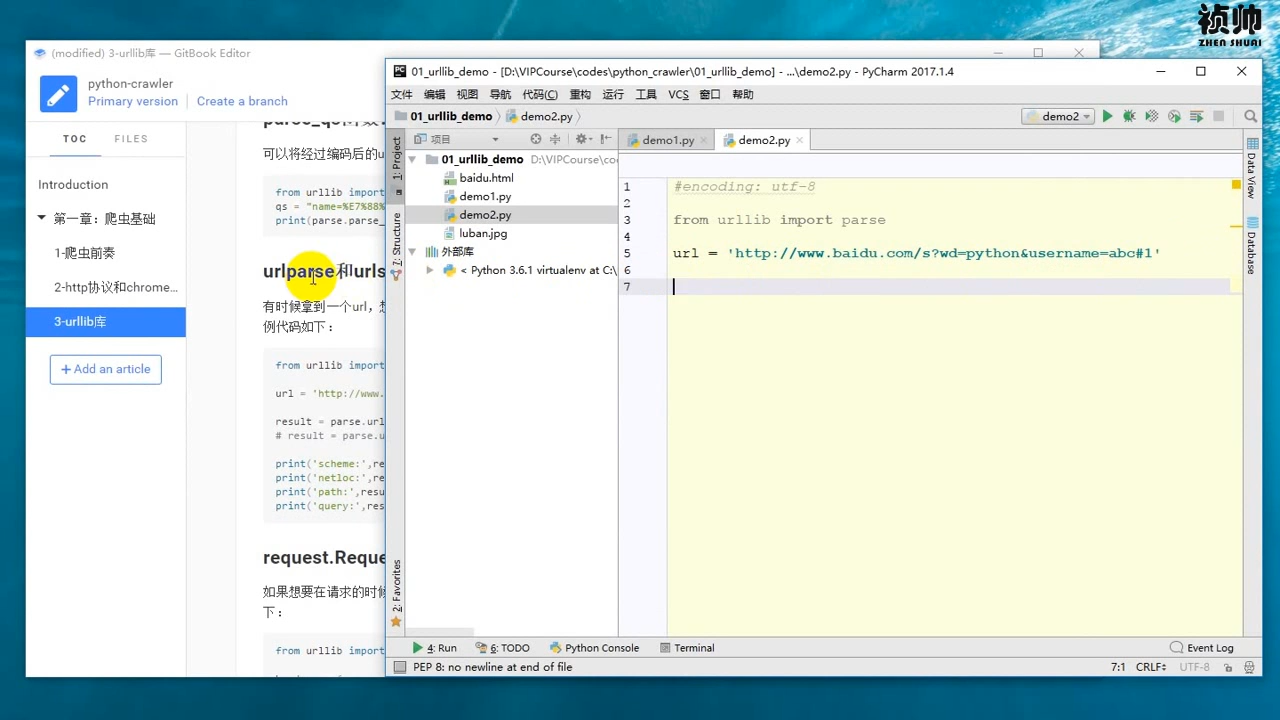 祯帅
ZHEN SHUAI
(modified) 3-urllib库 — GitBook Editor
python-crawler
Primary version
Create a branch
TOC
FILES
Introduction
第一章：爬虫基础
1-爬虫前奏
2-http协议和chrome...
3-urllib库
+ Add an article
可以将经过编码后的u
from urllib import
qs = "name=%E7%88%
print(parse.parse_
urlparse和urls
有时候拿到一个url，想
例代码如下：
from urllib import
url = 'http://www.
result = parse.url
# result = parse.u
print('scheme:',re
print('netloc:',re
print('path:',resu
print('query:',res
request.Reque
如果想要在请求的时候
下：
from urllib import
01_urllib_demo - [D:\VIPCourse\codes\python_crawler\01_urllib_demo] - ...\demo2.py - PyCharm 2017.1.4
文件 编辑 视图 导航 代码(C) 重构 运行 工具 VCS 窗口 帮助
01_urllib_demo demo2.py
demo2
1: Project
7: Structure
2: Favorites
项目
01_urllib_demo D:\VIPCourse\co
baidu.html
demo1.py
demo2.py
luban.jpg
外部库
< Python 3.6.1 virtualenv at C:\
demo1.py
demo2.py
1 #encoding: utf-8
2
3 from urllib import parse
4
5 url = 'http://www.baidu.com/s?wd=python&username=abc#1'
6
7
Data View
Database
4: Run
6: TODO
Python Console
Terminal
Event Log
PEP 8: no newline at end of file
7:1 CRLF UTF-8